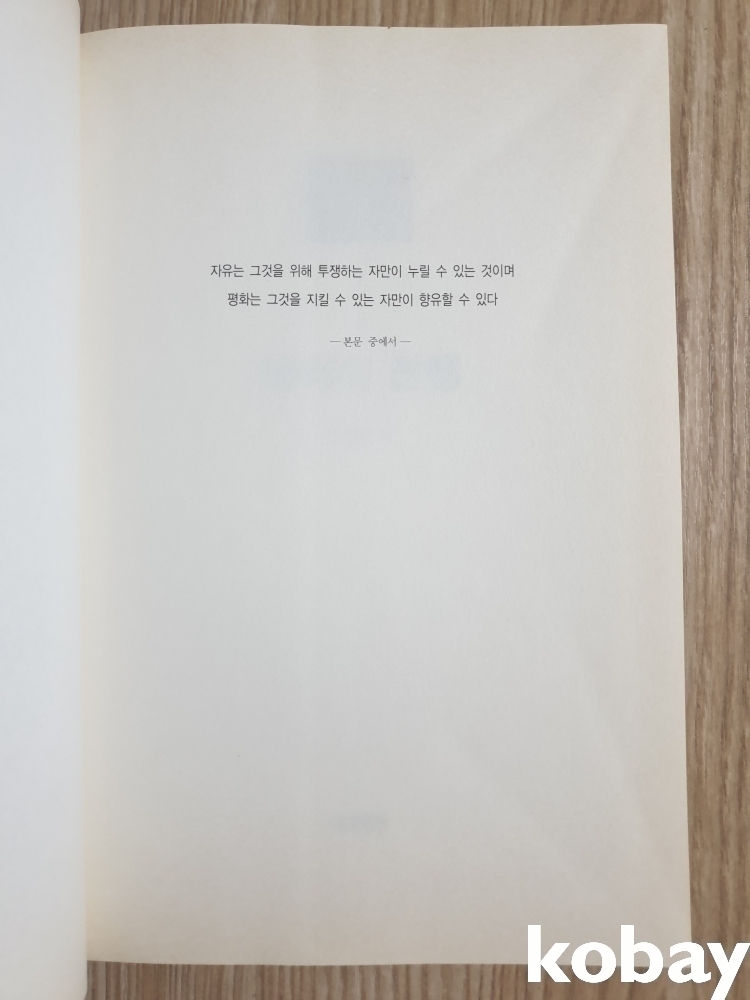 자유는 그것을 위해 투쟁하는 자만이 누릴 수 있는 것이며
평화는 그것을 지킬 수 있는 자만이 향유할 수 있다
— 본문 중에서 —
kobay